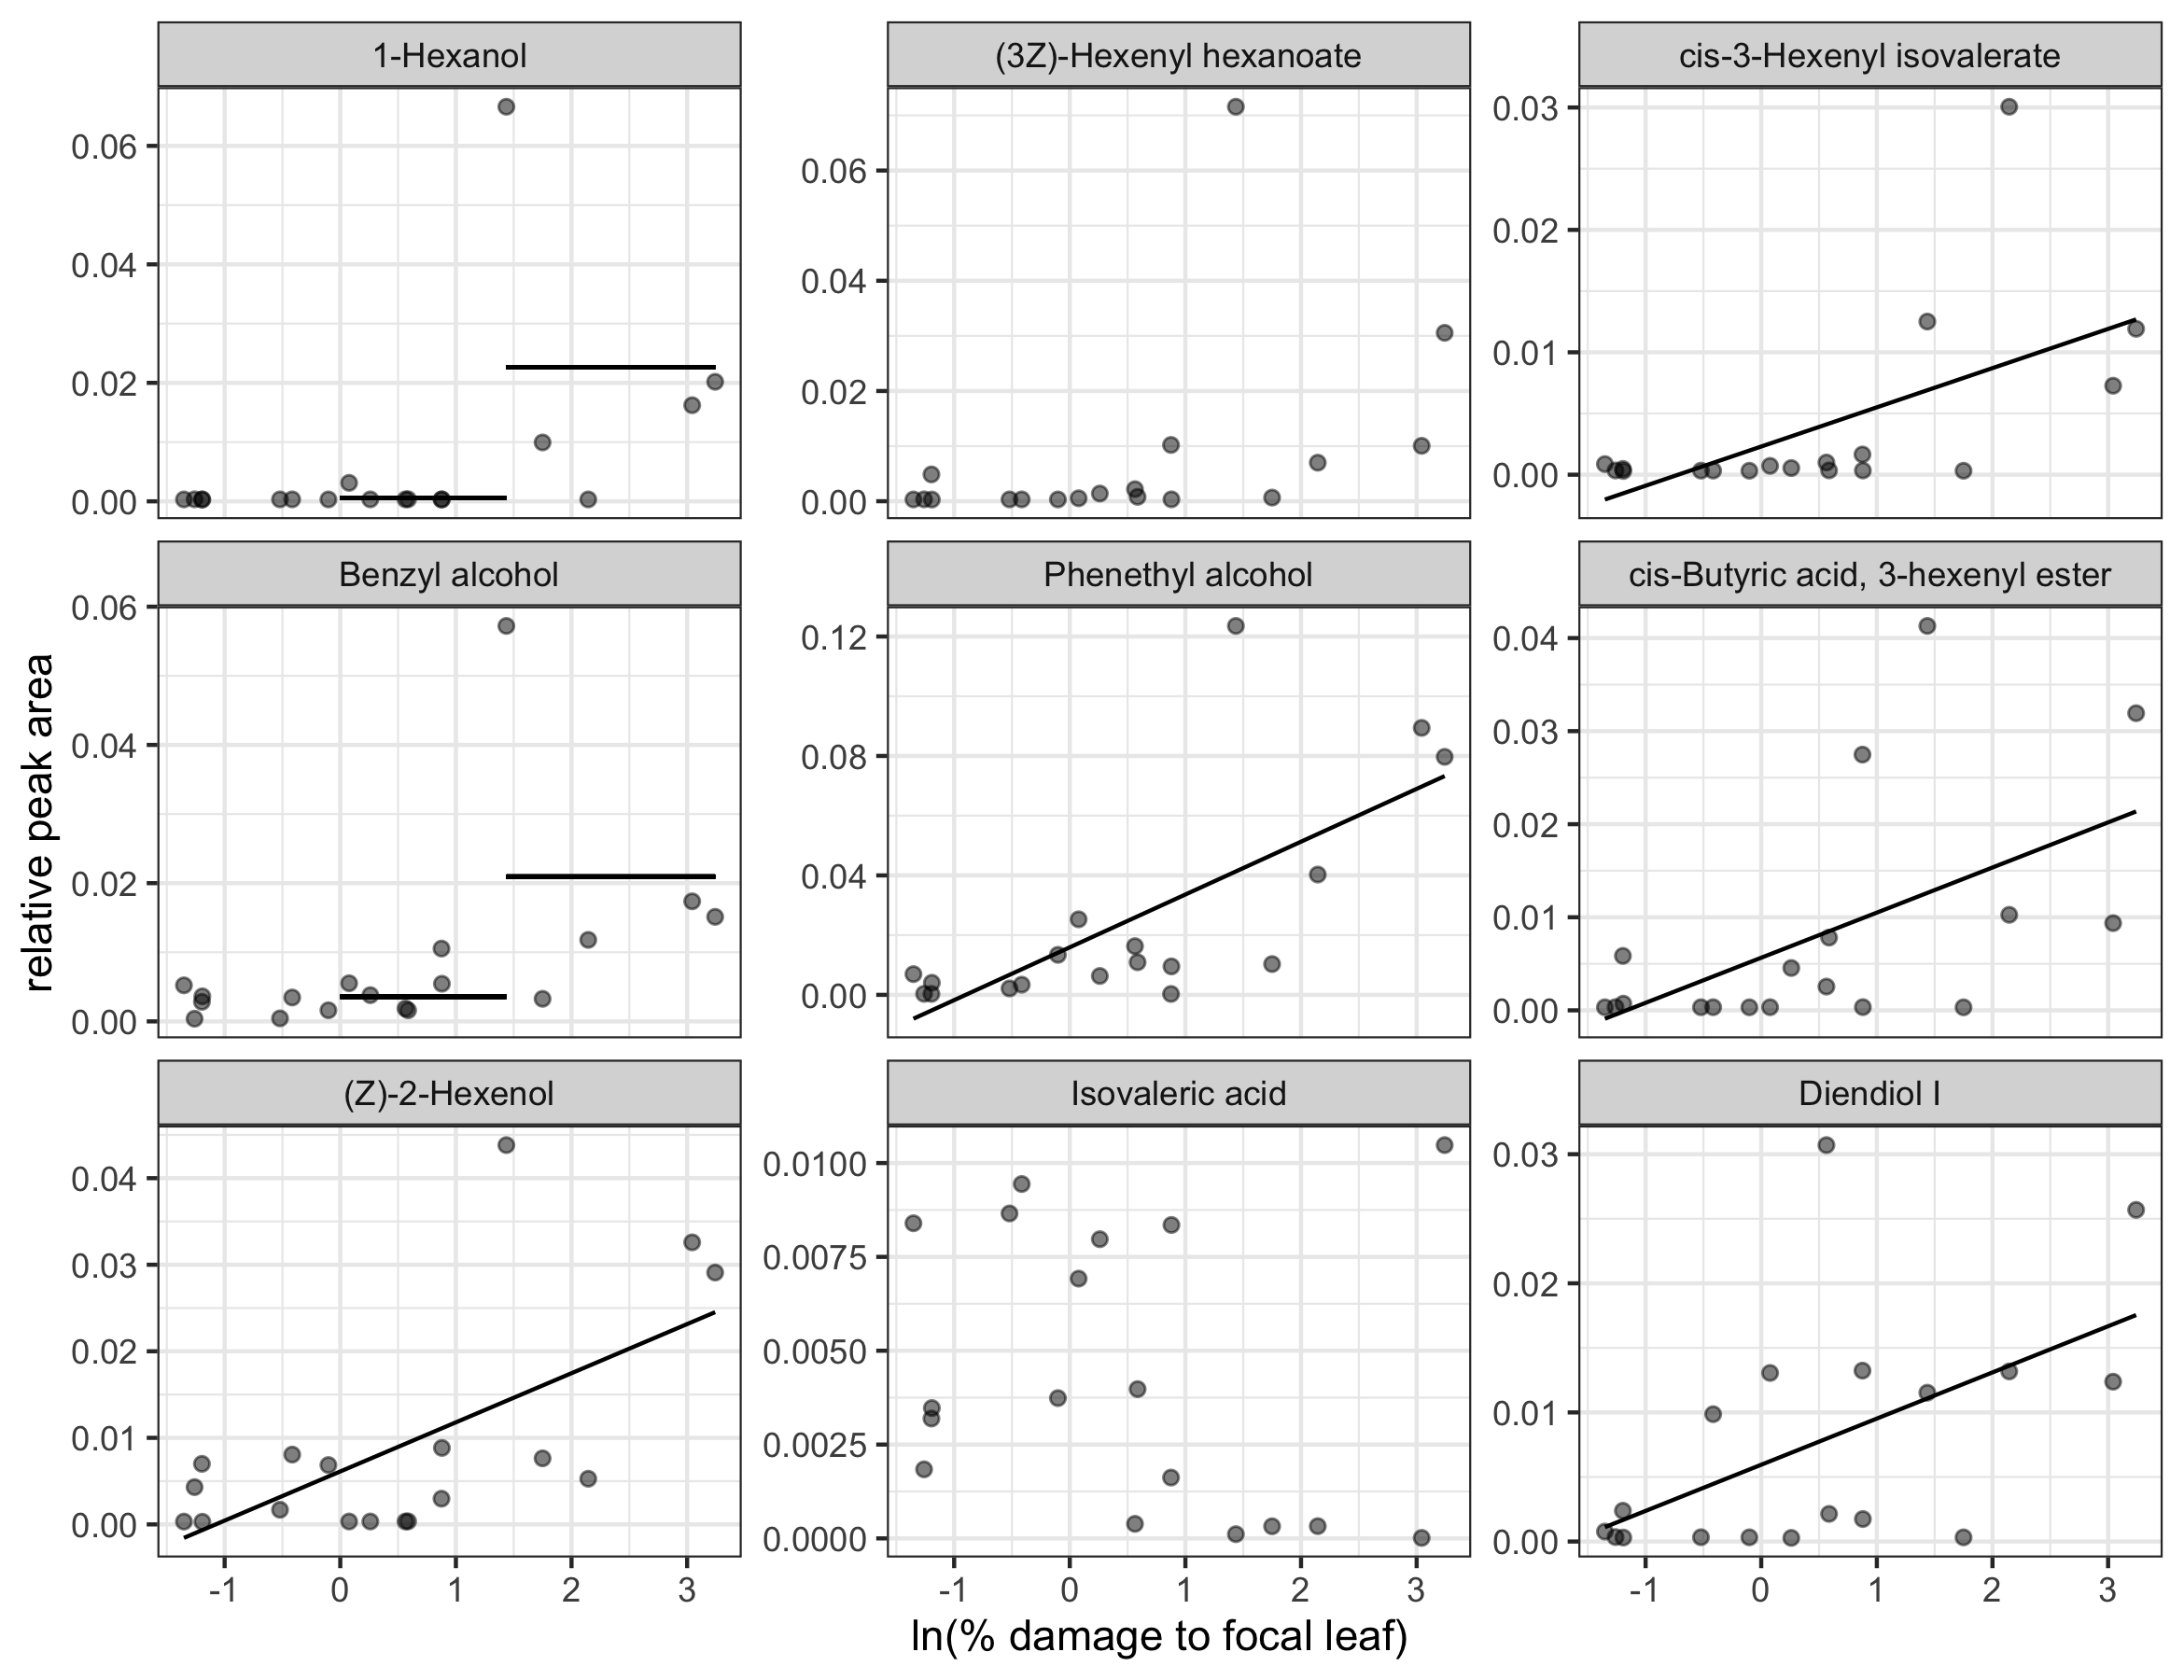 1-Hexanol
(3Z)-Hexenyl hexanoate
cis-3-Hexenyl isovalerate
0.06
0.04
0.02
0.00
0.06
0.04
0.02
0.00
0.03
0.02
0.01
0.00
Benzyl alcohol
Phenethyl alcohol
cis-Butyric acid, 3-hexenyl ester
0.06
0.04
0.02
0.00
0.12
0.08
0.04
0.00
0.04
0.03
0.02
0.01
0.00
(Z)-2-Hexenol
Isovaleric acid
Diendiol I
0.04
0.03
0.02
0.01
0.00
0.0100
0.0075
0.0050
0.0025
0.0000
0.03
0.02
0.01
0.00
-1 0 1 2 3
-1 0 1 2 3
-1 0 1 2 3
relative peak area
ln(% damage to focal leaf)